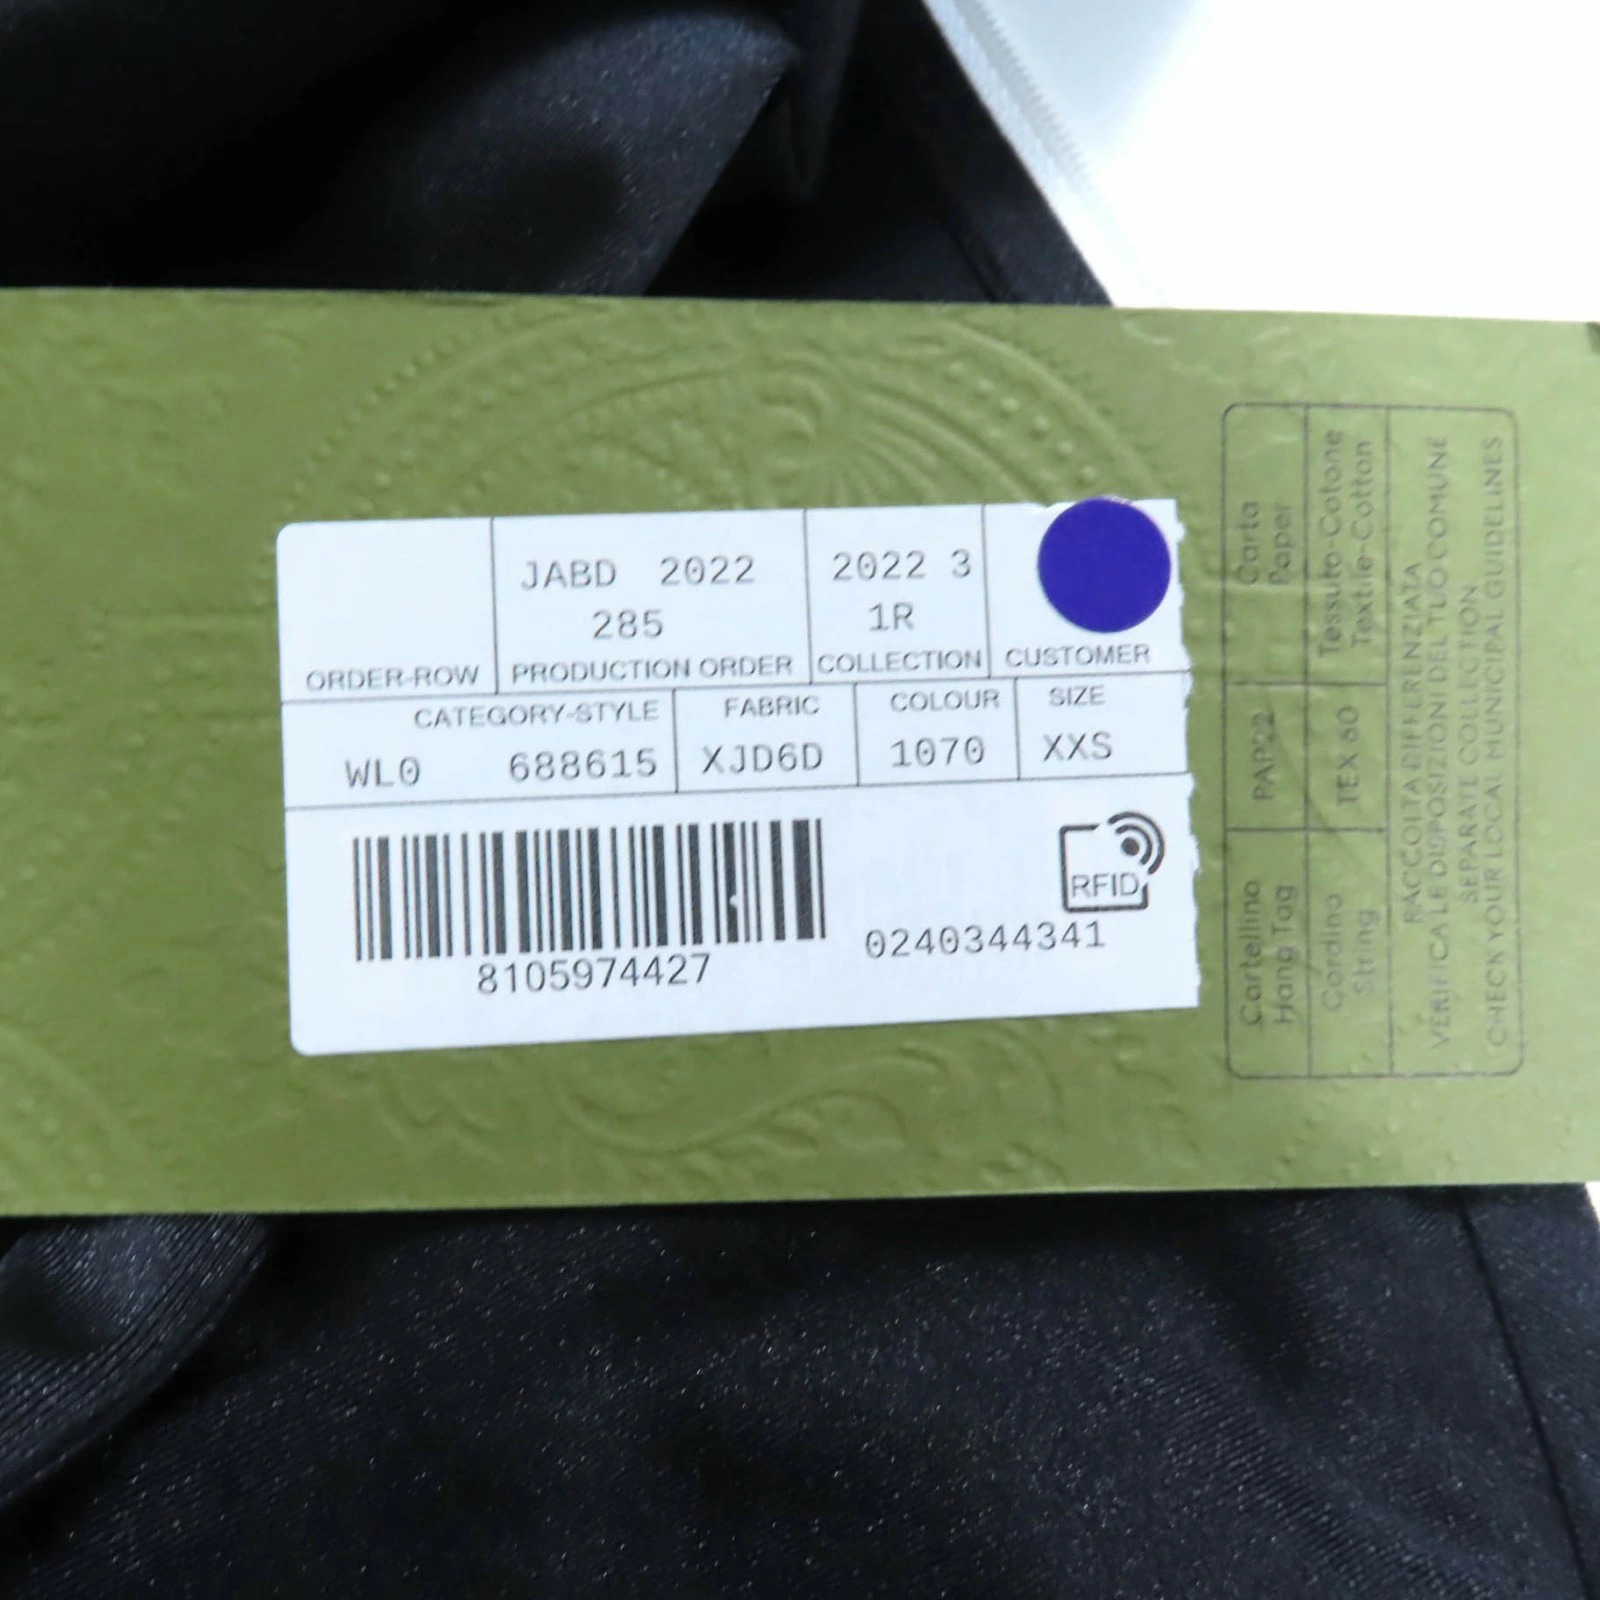 JABD 2022
285
2022 3
1R
ORDER-ROW
PRODUCTION ORDER
COLLECTION
CUSTOMER
CATEGORY-STYLE
FABRIC
COLOUR
SIZE
WL0 688615
XJD6D
1070
XXS
RFID
8105974427
0240344341
Carta
Paper
Tessuto-Cotone
Textile-Cotton
PAP22
TEX 60
Cartellino
Hang Tag
Cordino
String
RACCOLTA DIFFERENZIATA
VERIFICA LE DISPOSIZIONI DEL TUO COMUNE
SEPARATE COLLECTION
CHECK YOUR LOCAL MUNICIPAL GUIDELINES